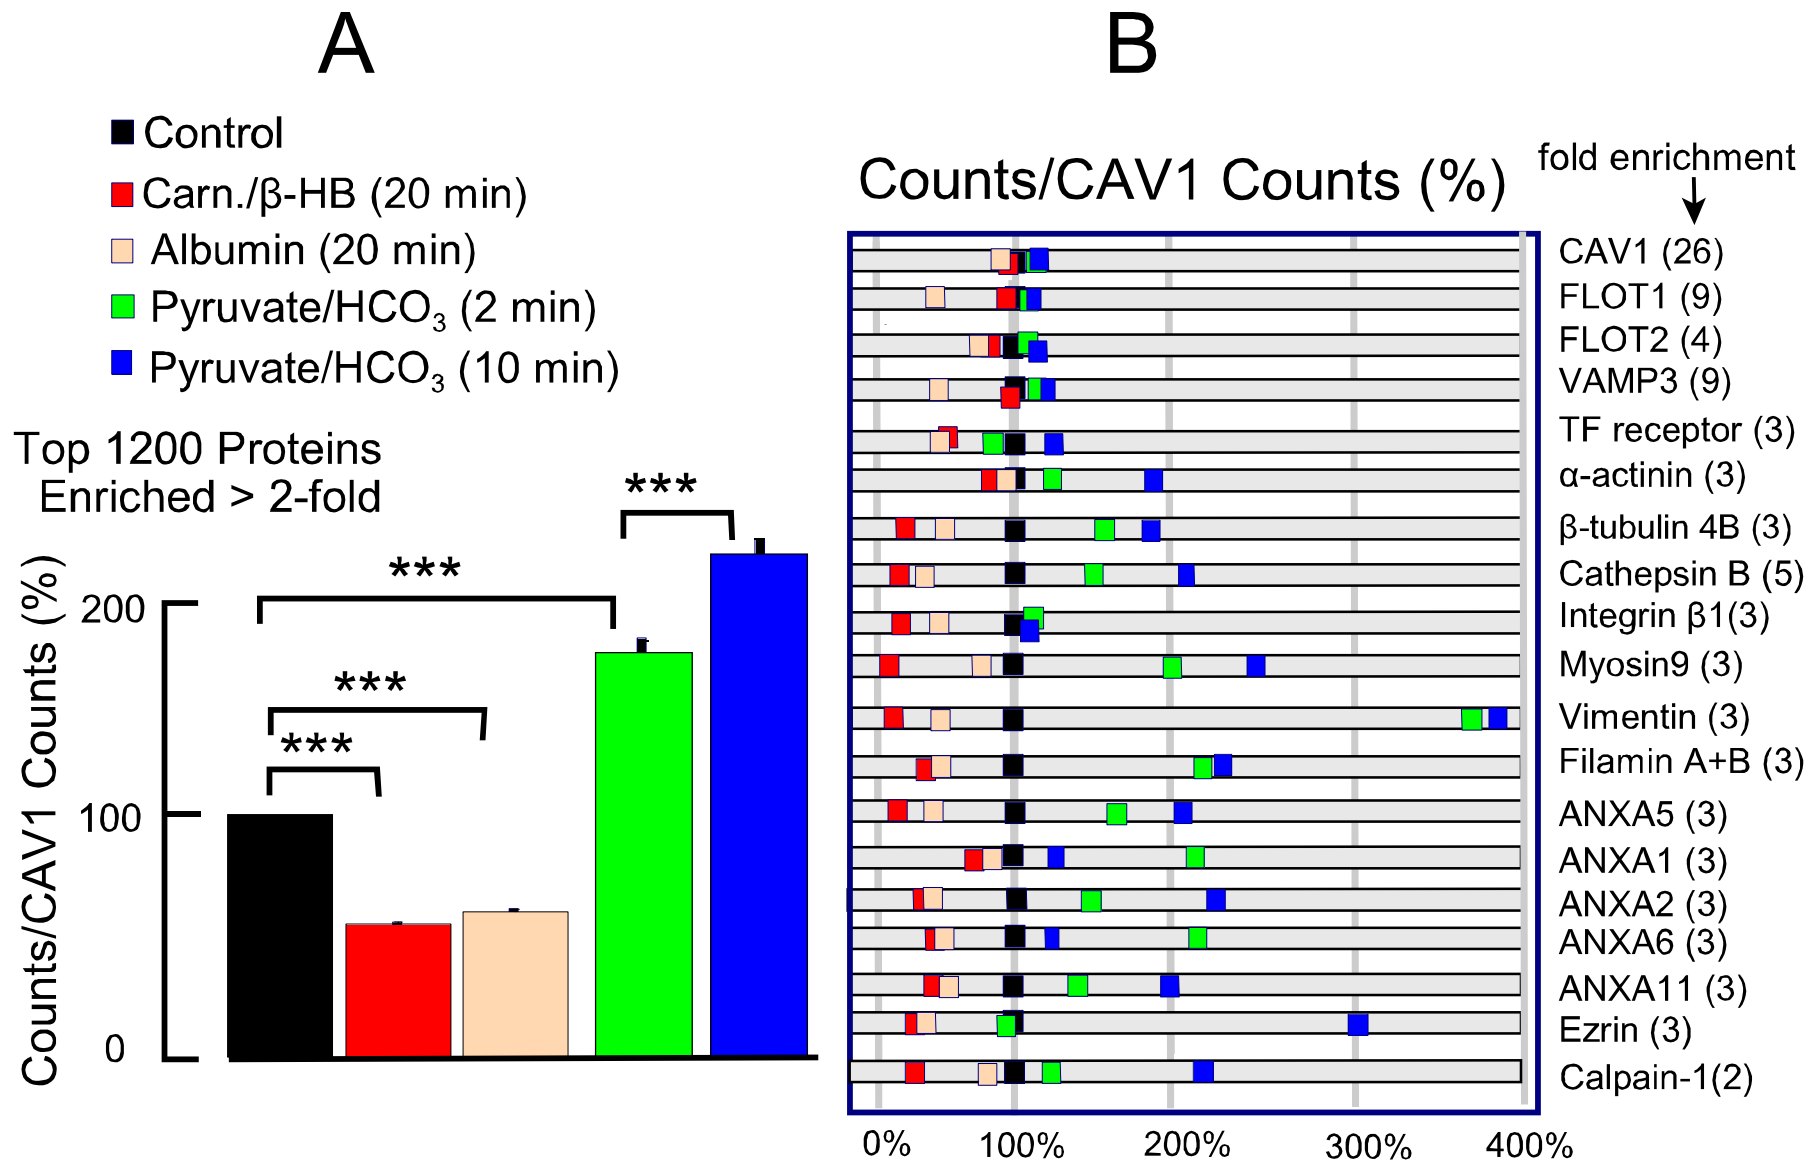 A
Control
Carn./β-HB (20 min)
Albumin (20 min)
Pyruvate/HCO3 (2 min)
Pyruvate/HCO3 (10 min)
Top 1200 Proteins
Enriched > 2-fold
***
***
***
***
Counts/CAV1 Counts (%)
200
100
0
B
fold enrichment
Counts/CAV1 Counts (%)
CAV1 (26)
FLOT1 (9)
FLOT2 (4)
VAMP3 (9)
TF receptor (3)
α-actinin (3)
β-tubulin 4B (3)
Cathepsin B (5)
Integrin β1(3)
Myosin9 (3)
Vimentin (3)
Filamin A+B (3)
ANXA5 (3)
ANXA1 (3)
ANXA2 (3)
ANXA6 (3)
ANXA11 (3)
Ezrin (3)
Calpain-1(2)
0% 100% 200% 300% 400%